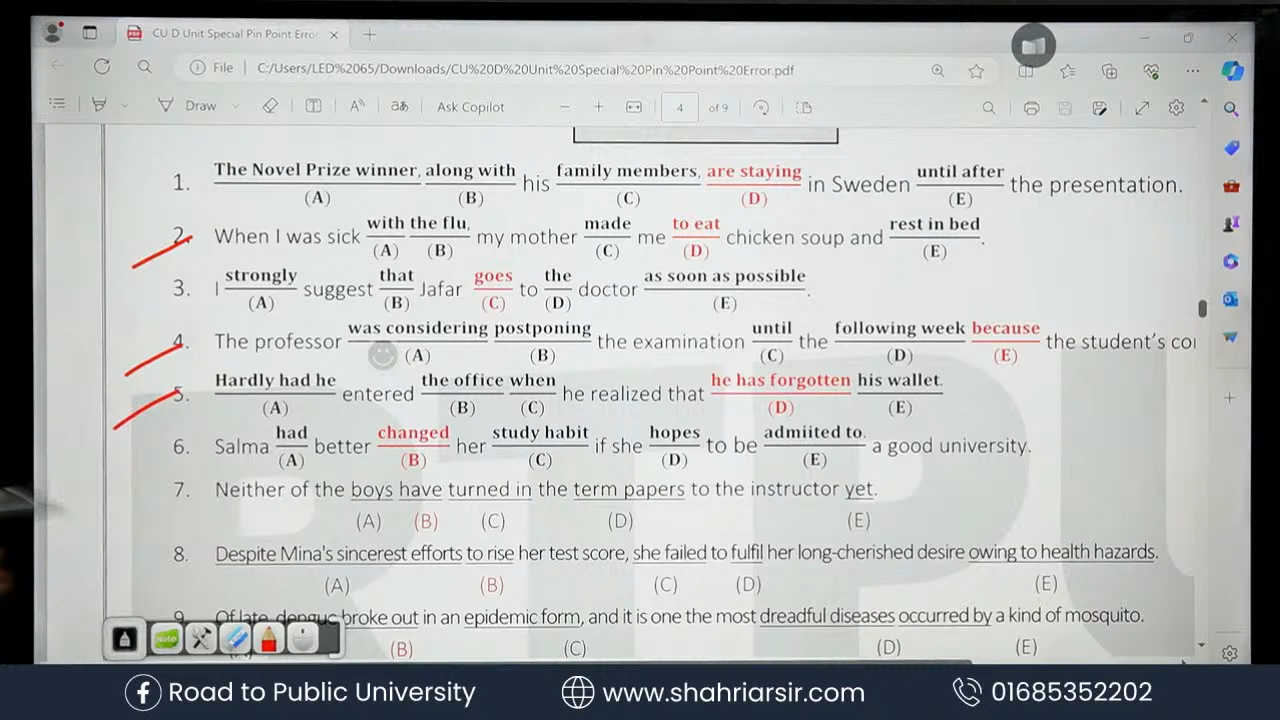 CU D Unit Special Pin Point Error
File C:/Users/LED%2065/Downloads/CU%20D%20Unit%20Special%20Pin%20Point%20Error.pdf
Draw Ask Copilot 4 of 9
1. The Novel Prize winner, along with his family members, are staying in Sweden until after the presentation.
(A) (B) (C) (D) (E)
2. When I was sick with the flu, my mother made me to eat chicken soup and rest in bed.
(A) (B) (C) (D) (E)
3. I strongly suggest that Jafar goes to the doctor as soon as possible.
(A) (B) (C) (D) (E)
4. The professor was considering postponing the examination until the following week because the student's
(A) (B) (C) (D) (E)
5. Hardly had he entered the office when he realized that he has forgotten his wallet.
(A) (B) (C) (D) (E)
6. Salma had better changed her study habit if she hopes to be admiited to. a good university.
(A) (B) (C) (D) (E)
7. Neither of the boys have turned in the term papers to the instructor yet.
(A) (B) (C) (D) (E)
8. Despite Mina's sincerest efforts to rise her test score, she failed to fulfil her long-cherished desire owing to health hazards.
(A) (B) (C) (D) (E)
9. Of late dengue broke out in an epidemic form, and it is one the most dreadful diseases occurred by a kind of mosquito.
(B) (C) (D) (E)
Note
Road to Public University www.shahriarsir.com 01685352202